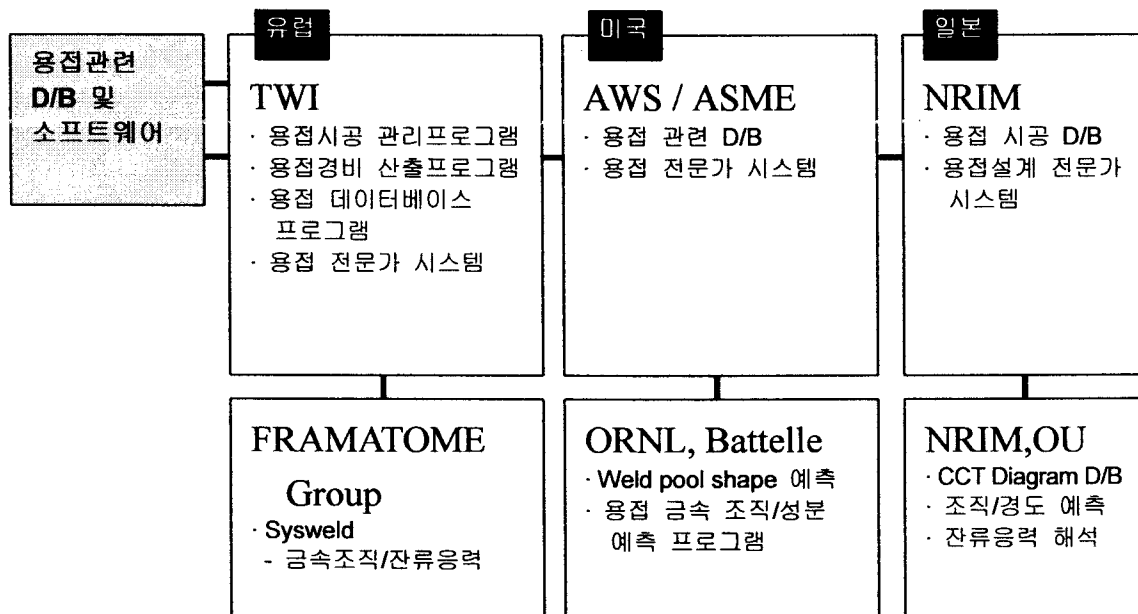 용접관련
D/B 및
소프트웨어
유럽
TWI
· 용접시공 관리프로그램
· 용접경비 산출프로그램
· 용접 데이터베이스
프로그램
· 용접 전문가 시스템
미국
AWS / ASME
· 용접 관련 D/B
· 용접 전문가 시스템
일본
NRIM
· 용접 시공 D/B
· 용접설계 전문가
시스템
FRAMATOME
Group
· Sysweld
- 금속조직/잔류응력
ORNL, Battelle
· Weld pool shape 예측
· 용접 금속 조직/성분
예측 프로그램
NRIM,OU
· CCT Diagram D/B
· 조직/경도 예측
· 잔류응력 해석